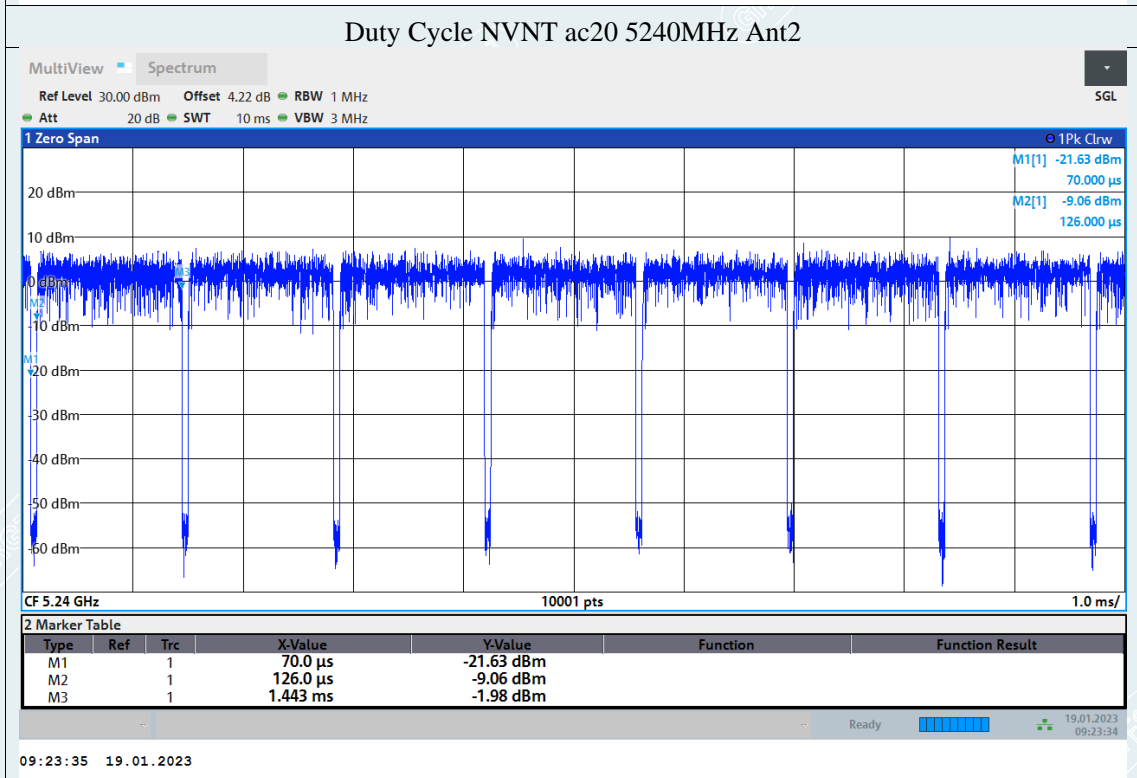 Duty Cycle NVNT ac20 5240MHz Ant2
MultiView Spectrum
Ref Level 30.00 dBm Offset 4.22 dB RBW 1 MHz SGL
Att 20 dB SWT 10 ms VBW 3 MHz
1 Zero Span 1Pk Clrw
M1[1] -21.63 dBm
70.000 µs
M2[1] -9.06 dBm
126.000 µs
20 dBm
10 dBm
M3
0 dBm
M2
-10 dBm
M1
-20 dBm
-30 dBm
-40 dBm
-50 dBm
-60 dBm
CF 5.24 GHz 10001 pts 1.0 ms/
2 Marker Table
Type Ref Trc X-Value Y-Value Function Function Result
M1 1 70.0 µs -21.63 dBm
M2 1 126.0 µs -9.06 dBm
M3 1 1.443 ms -1.98 dBm
Ready 19.01.2023
09:23:34
09:23:35 19.01.2023